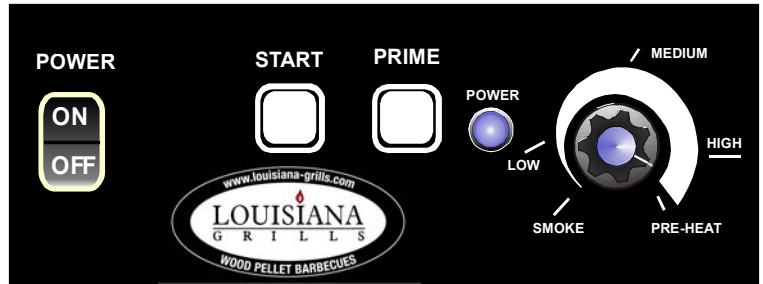 POWER
ON
OFF
START
PRIME
POWER
LOW
MEDIUM
HIGH
SMOKE
PRE-HEAT
www.louisiana-grills.com
LOUISIANA
GRILLS
WOOD PELLET BARBECUES